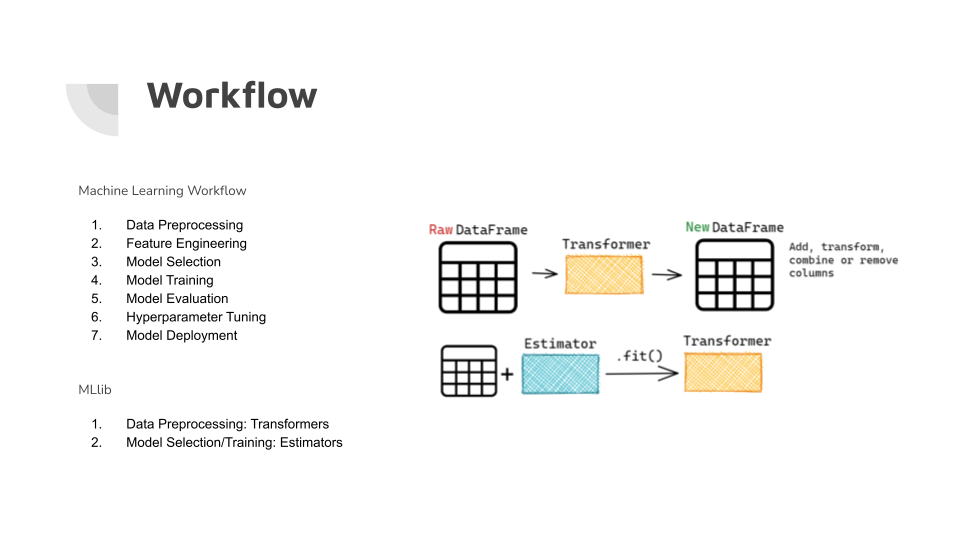 Workflow
Machine Learning Workflow
1. Data Preprocessing
2. Feature Engineering
3. Model Selection
4. Model Training
5. Model Evaluation
6. Hyperparameter Tuning
7. Model Deployment
MLlib
1. Data Preprocessing: Transformers
2. Model Selection/Training: Estimators
Raw DataFrame
Transformer
New DataFrame
Add, transform,
combine or remove
columns
+
Estimator
.fit()
Transformer